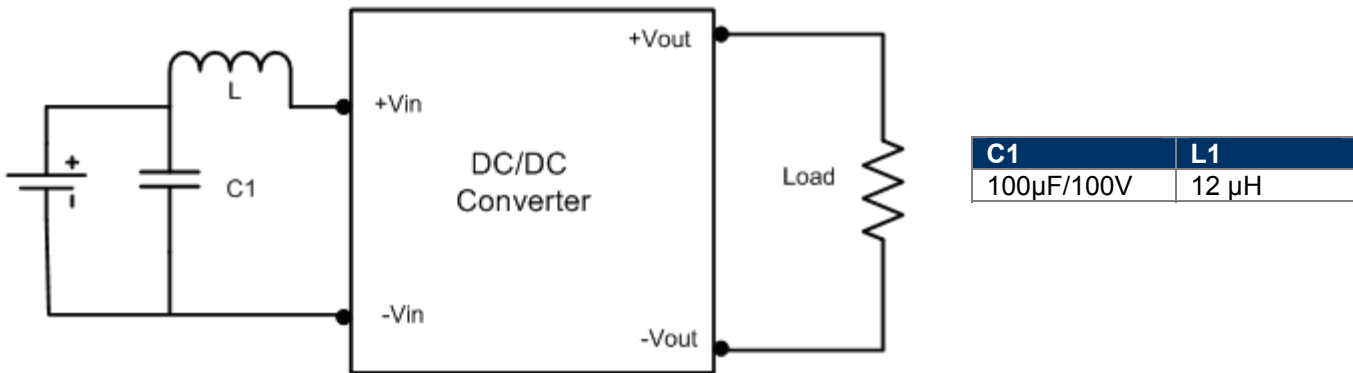 +Vout
L
+Vin
DC/DC
Converter
+
-
C1
Load
-Vin
-Vout
C1 L1
100µF/100V 12 µH